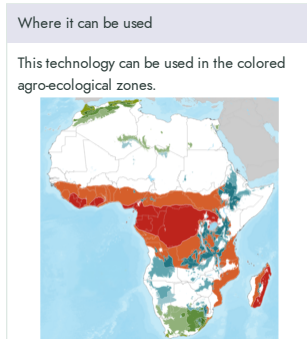 Where it can be used
This technology can be used in the colored
agro-ecological zones.